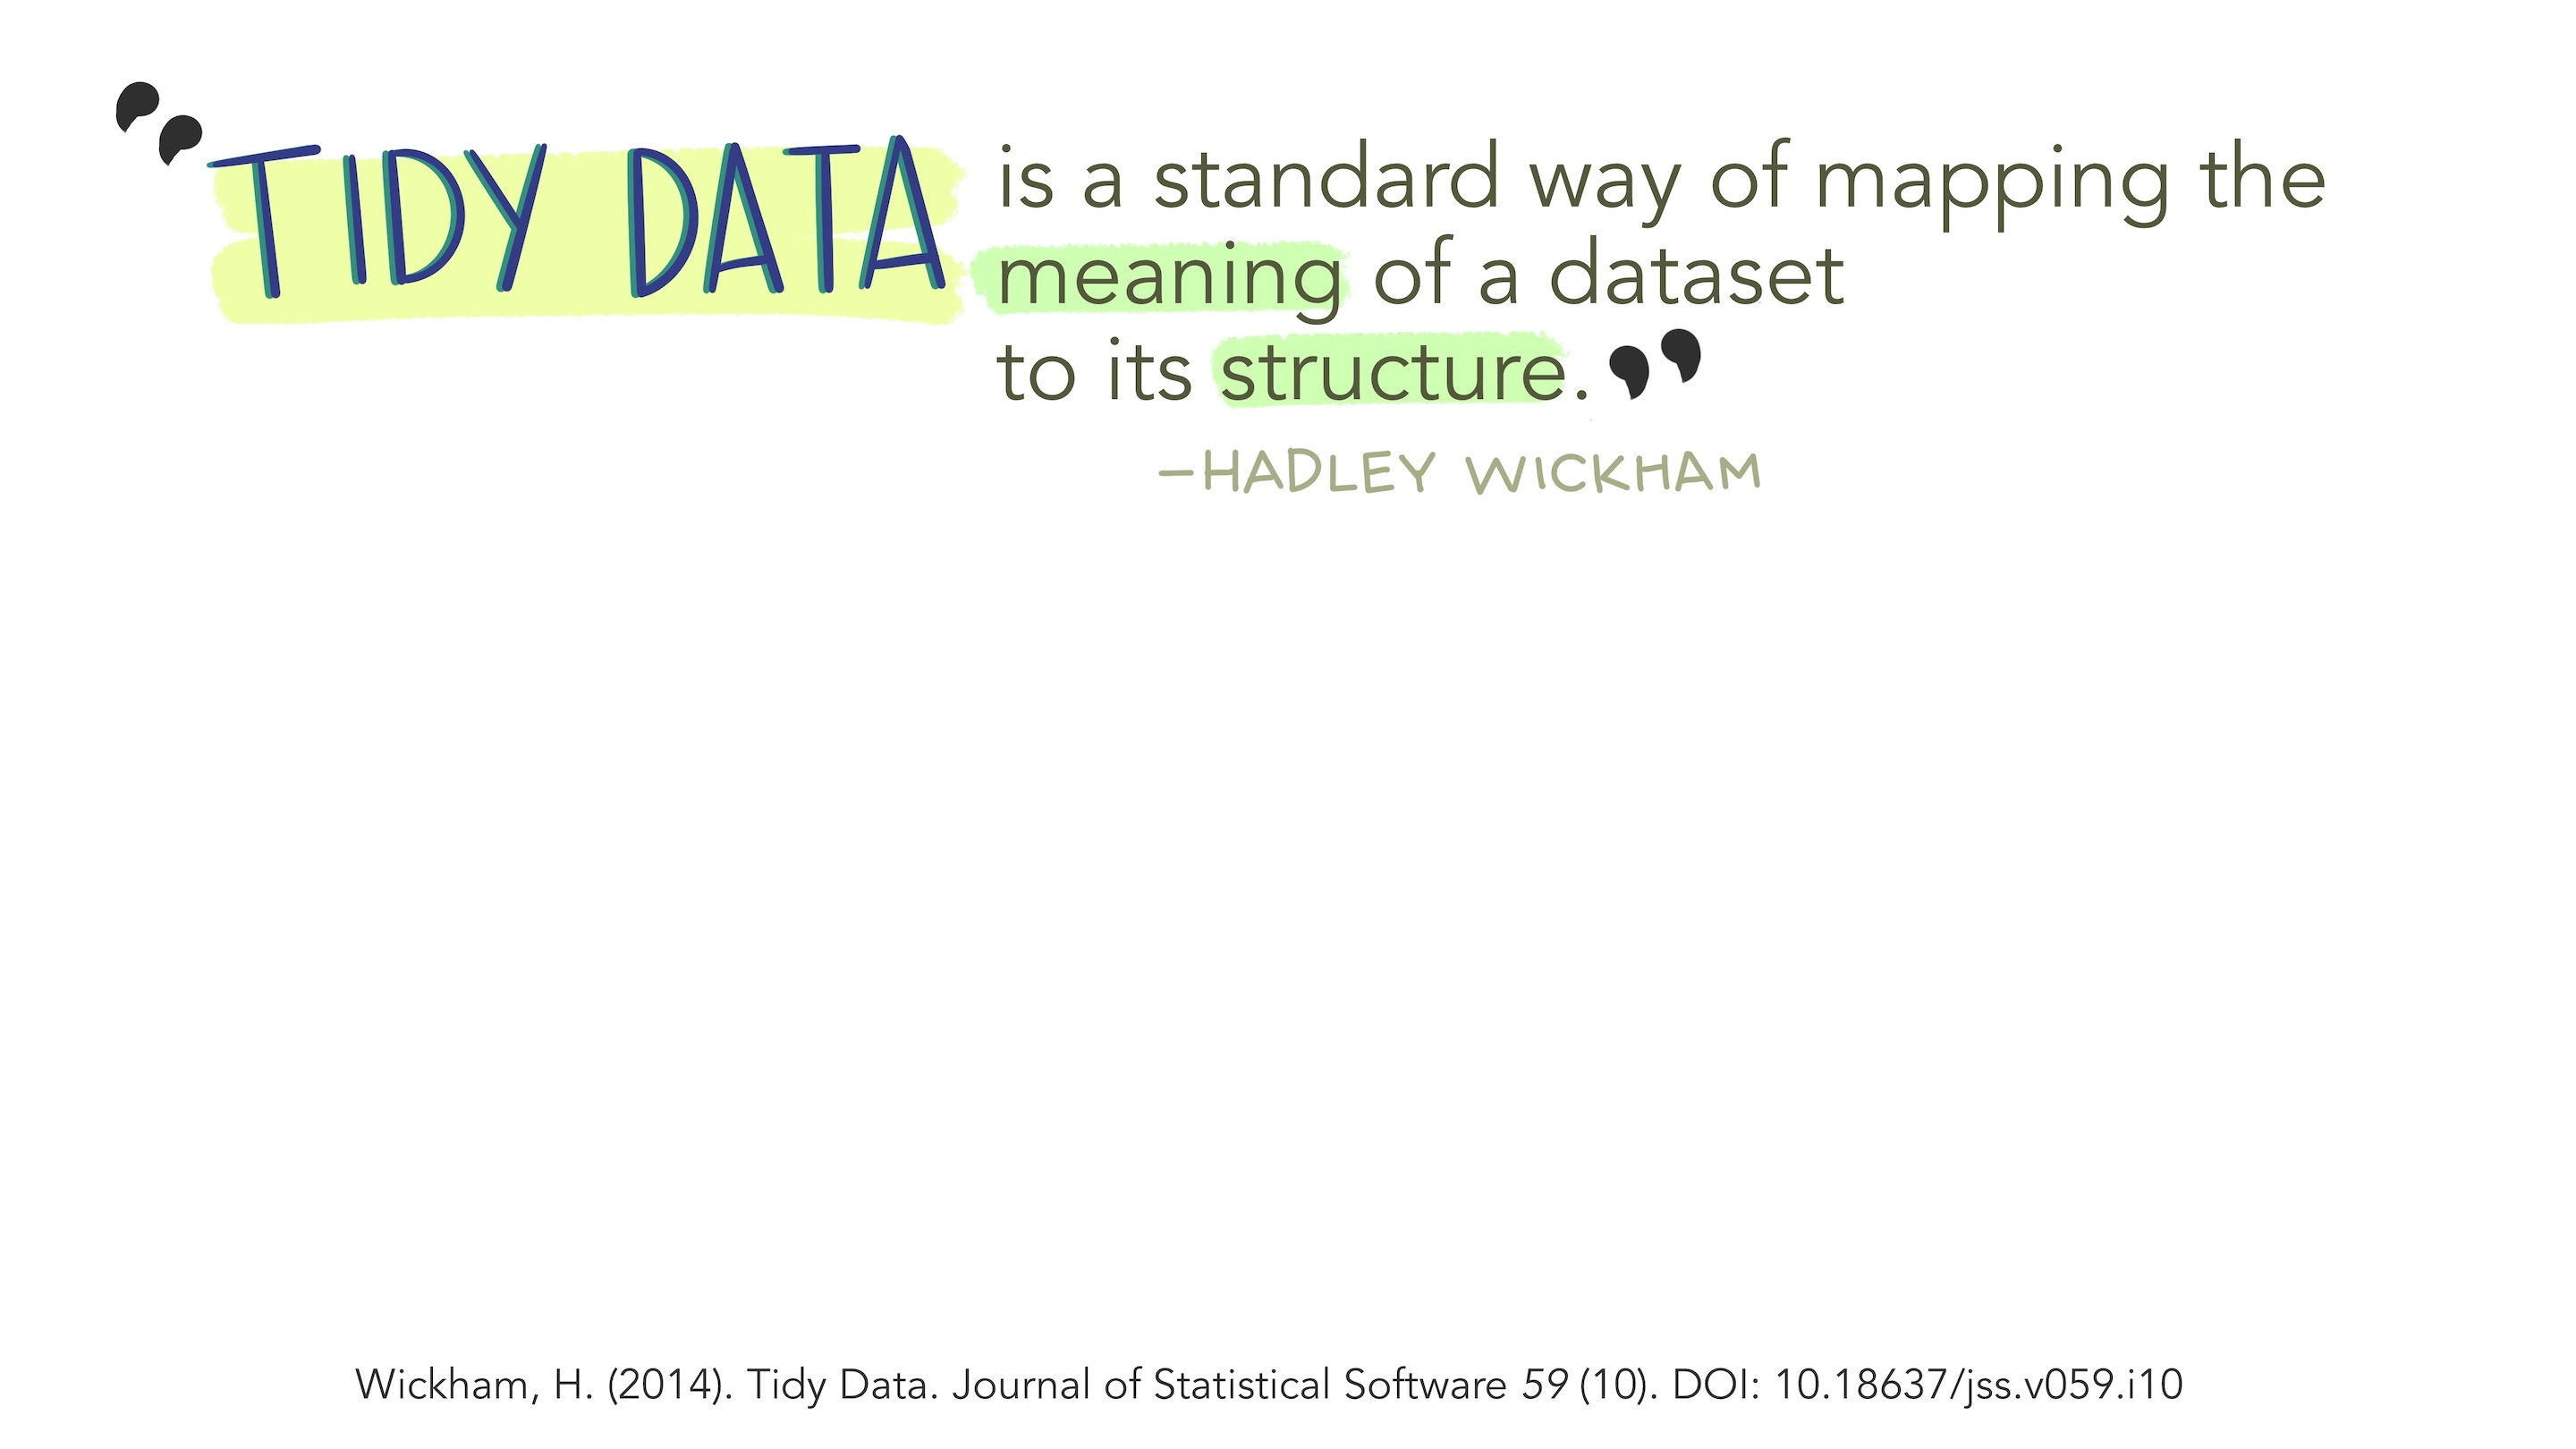 “TIDY DATA is a standard way of mapping the
meaning of a dataset
to its structure.”
—HADLEY WICKHAM
Wickham, H. (2014). Tidy Data. Journal of Statistical Software 59 (10). DOI: 10.18637/jss.v059.i10